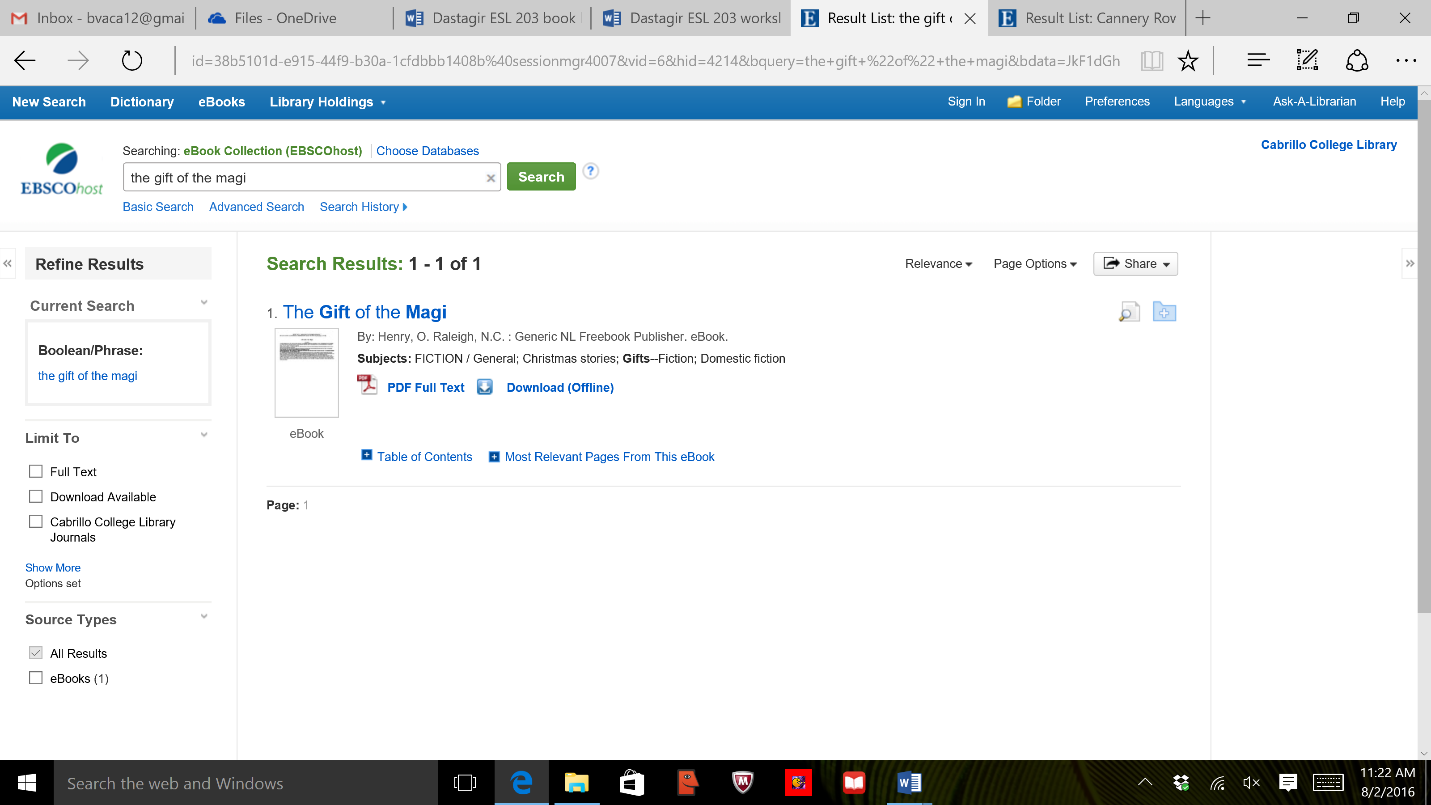 Inbox - bvaca12@gmai
Files - OneDrive
Dastagir ESL 203 book
Dastagir ESL 203 worksl
Result List: the gift
Result List: Cannery Rov
id=38b5101d-e915-44f9-b30a-1cfdbbb1408b%40sessionmgr4007&vid=6&hid=4214&bquery=the+gift+%22of%22+the+magi&bdata=JkF1dGh
New Search Dictionary eBooks Library Holdings
Sign In Folder Preferences Languages Ask-A-Librarian Help
Searching: eBook Collection (EBSCOhost) Choose Databases
Cabrillo College Library
the gift of the magi
Search
?
EBSCOhost
Basic Search Advanced Search Search History
Refine Results
Current Search
Boolean/Phrase:
the gift of the magi
Limit To
Full Text
Download Available
Cabrillo College Library
Journals
Show More
Options set
Source Types
All Results
eBooks (1)
Search Results: 1 - 1 of 1
Relevance Page Options Share
1. The Gift of the Magi
By: Henry, O. Raleigh, N.C. : Generic NL Freebook Publisher. eBook.
Subjects: FICTION / General; Christmas stories; Gifts--Fiction; Domestic fiction
PDF Full Text Download (Offline)
eBook
Table of Contents Most Relevant Pages From This eBook
Page: 1
Search the web and Windows
11:22 AM
8/2/2016